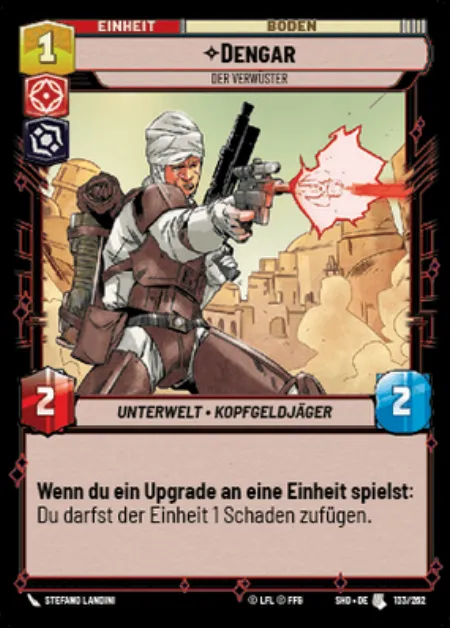 EINHEIT
BODEN
1
DENGAR
DER VERWÜSTER
2
UNTERWELT • KOPFGELDJÄGER
2
Wenn du ein Upgrade an eine Einheit spielst:
Du darfst der Einheit 1 Schaden zufügen.
STEFANO LANDINI
© LFL ℗ FFG
SHD • DE
133/262